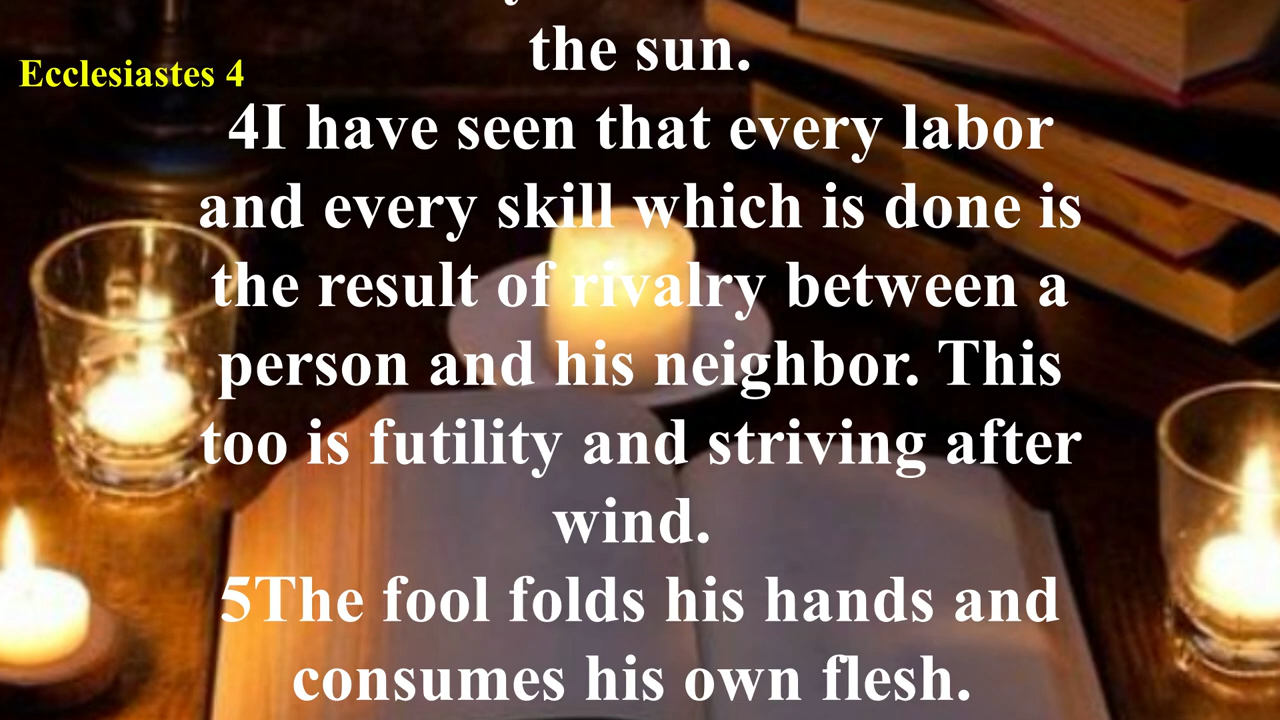 the sun.
Ecclesiastes 4
4I have seen that every labor
and every skill which is done is
the result of rivalry between a
person and his neighbor. This
too is futility and striving after
wind.
5The fool folds his hands and
consumes his own flesh.